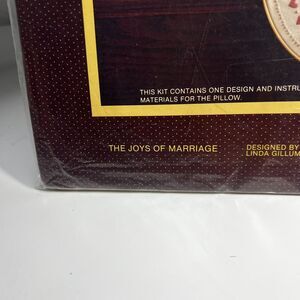 THIS KIT CONTAINS ONE DESIGN AND INSTRU
MATERIALS FOR THE PILLOW.
THE JOYS OF MARRIAGE
DESIGNED BY
LINDA GILLUM